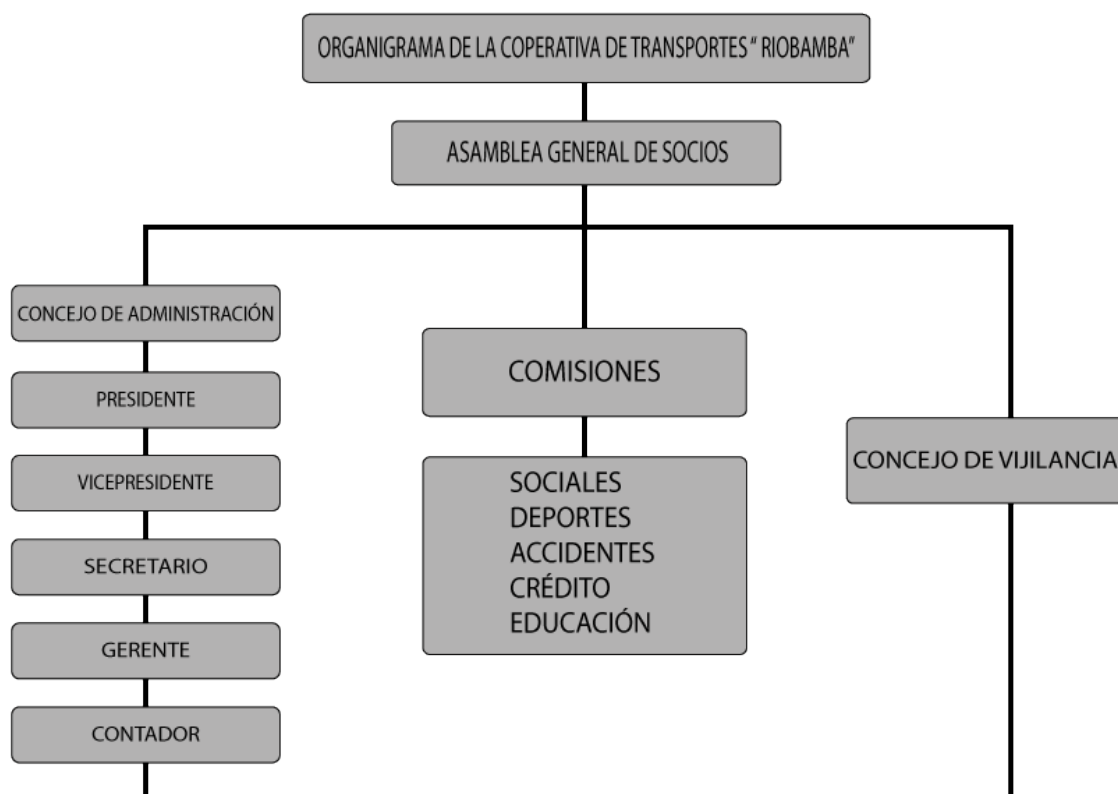 ORGANIGRAMA DE LA COPERATIVA DE TRANSPORTES “ RIOBAMBA”
ASAMBLEA GENERAL DE SOCIOS
CONCEJO DE ADMINISTRACIÓN
PRESIDENTE
VICEPRESIDENTE
SECRETARIO
GERENTE
CONTADOR
COMISIONES
SOCIALES
DEPORTES
ACCIDENTES
CRÉDITO
EDUCACIÓN
CONCEJO DE VIJILANCIA